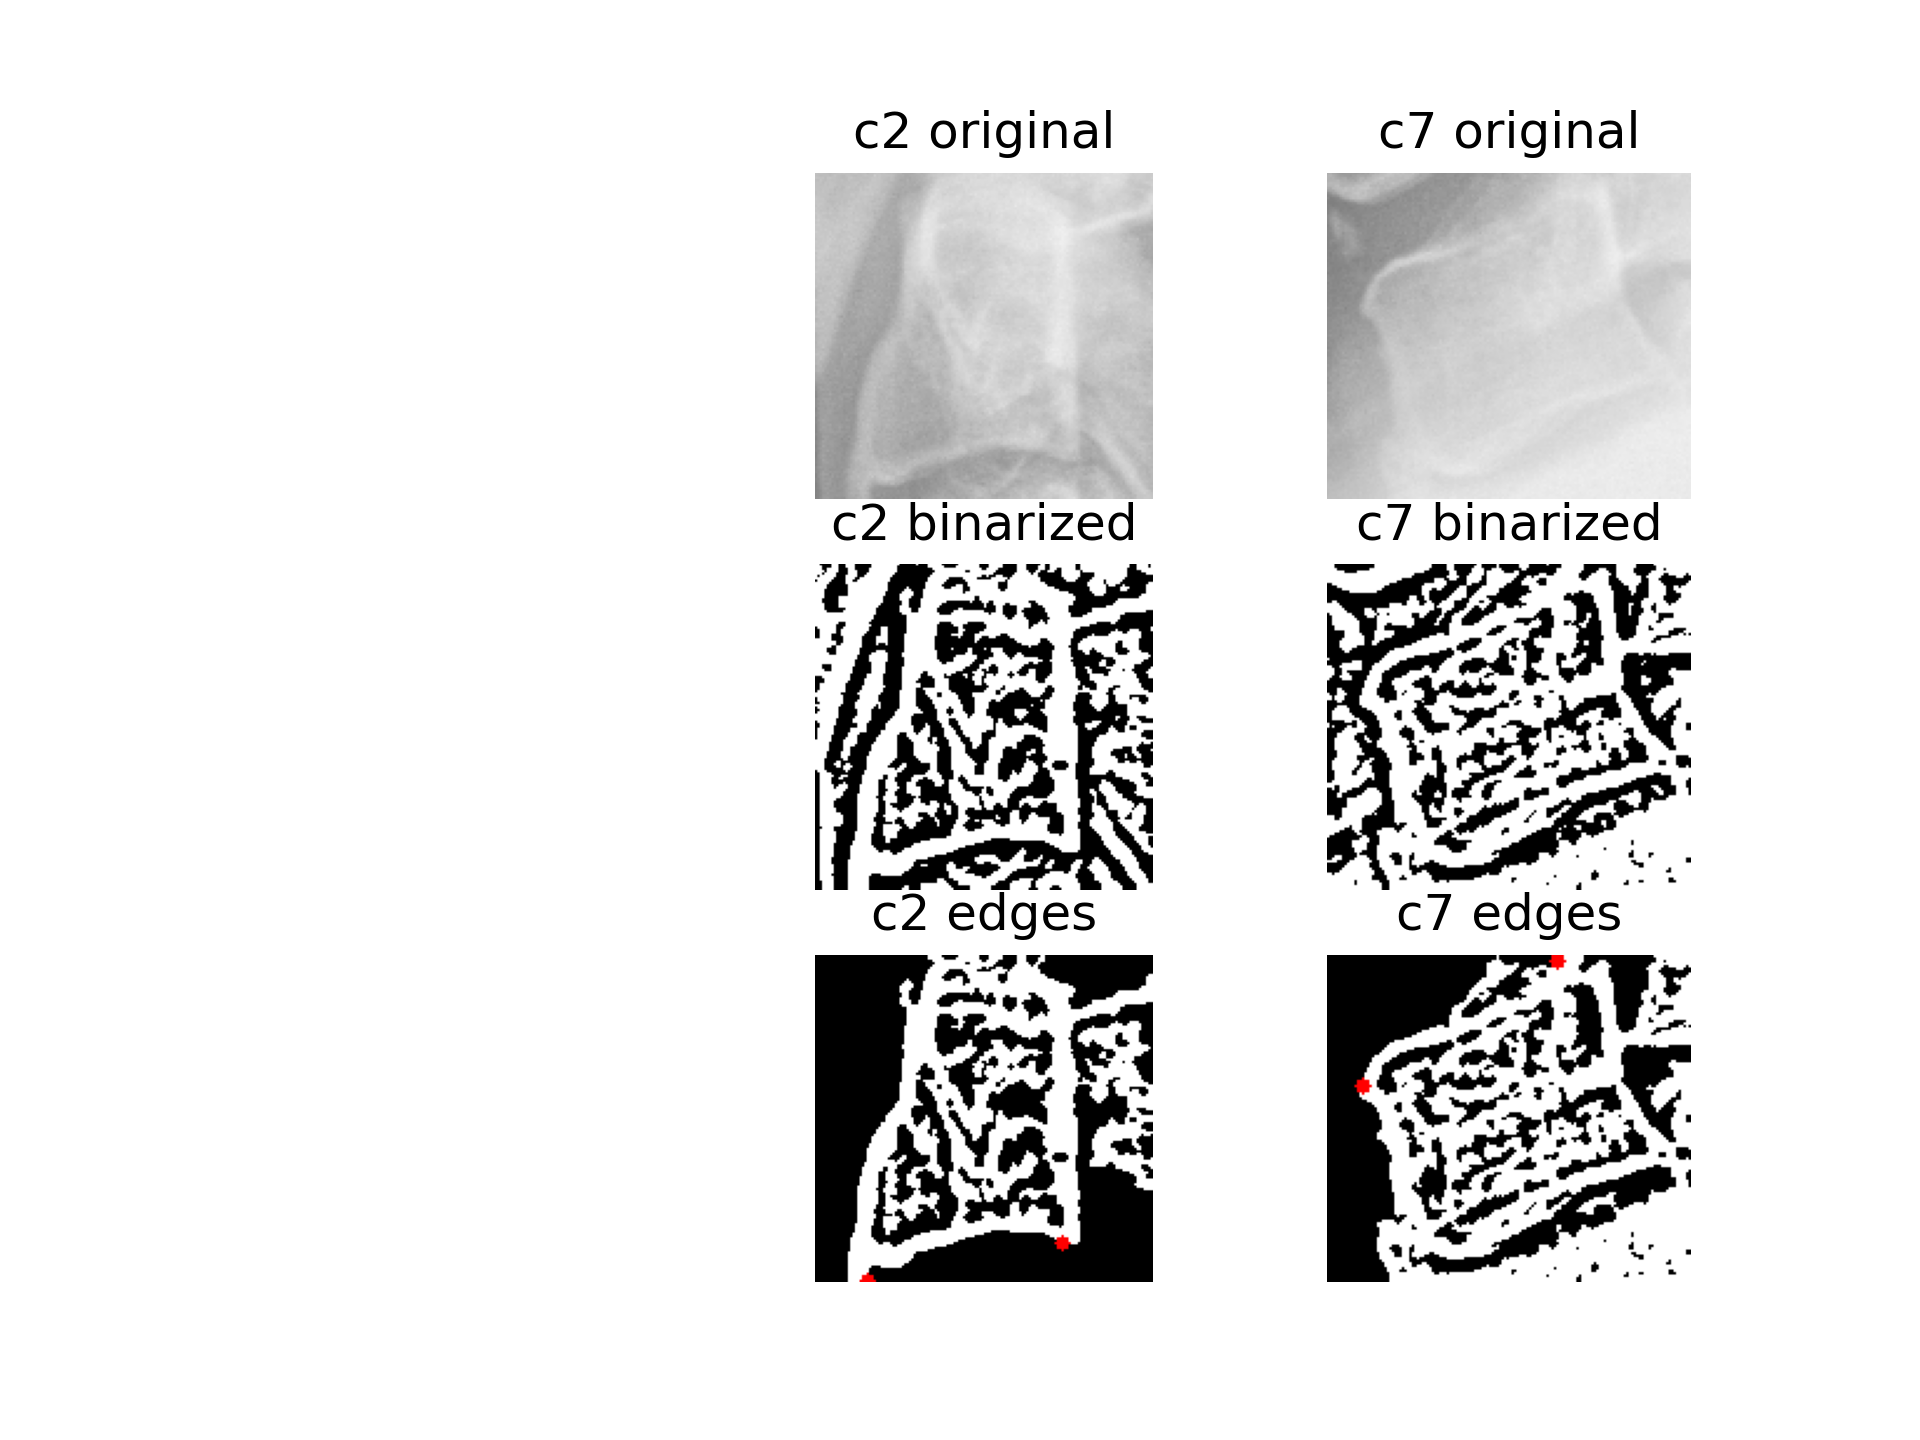 c2 original
c7 original
c2 binarized
c7 binarized
c2 edges
c7 edges